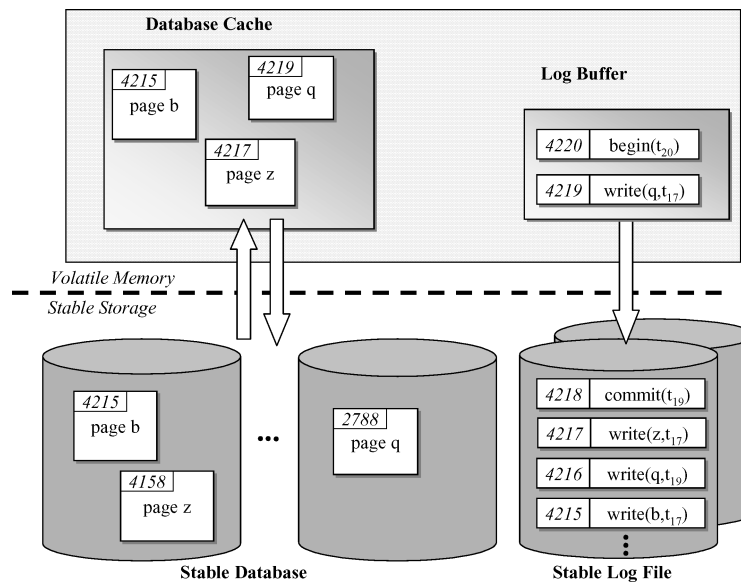 Database Cache
4215
page b
4219
page q
4217
page z
Log Buffer
4220 begin(t20)
4219 write(q,t17)
Volatile Memory
Stable Storage
4215
page b
4158
page z
...
2788
page q
4218 commit(t19)
4217 write(z,t17)
4216 write(q,t19)
4215 write(b,t17)
Stable Database
Stable Log File